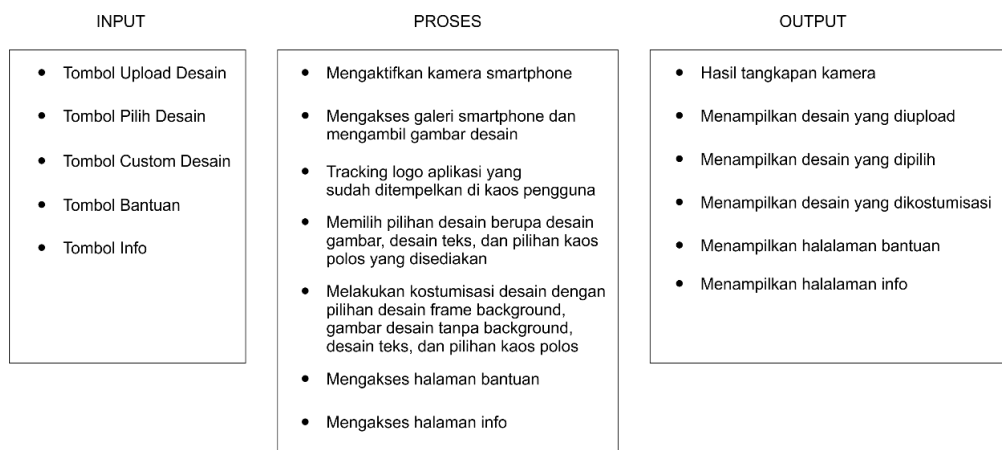 INPUT
Tombol Upload Desain
Tombol Pilih Desain
Tombol Custom Desain
Tombol Bantuan
Tombol Info
PROSES
Mengaktifkan kamera smartphone
Mengakses galeri smartphone dan
mengambil gambar desain
Tracking logo aplikasi yang
sudah ditempelkan di kaos pengguna
Memilih pilihan desain berupa desain
gambar, desain teks, dan pilihan kaos
polos yang disediakan
Melakukan kostumisasi desain dengan
pilihan desain frame background,
gambar desain tanpa background,
desain teks, dan pilihan kaos polos
Mengakses halaman bantuan
Mengakses halaman info
OUTPUT
Hasil tangkapan kamera
Menampilkan desain yang diupload
Menampilkan desain yang dipilih
Menampilkan desain yang dikostumisasi
Menampilkan halalaman bantuan
Menampilkan halalaman info